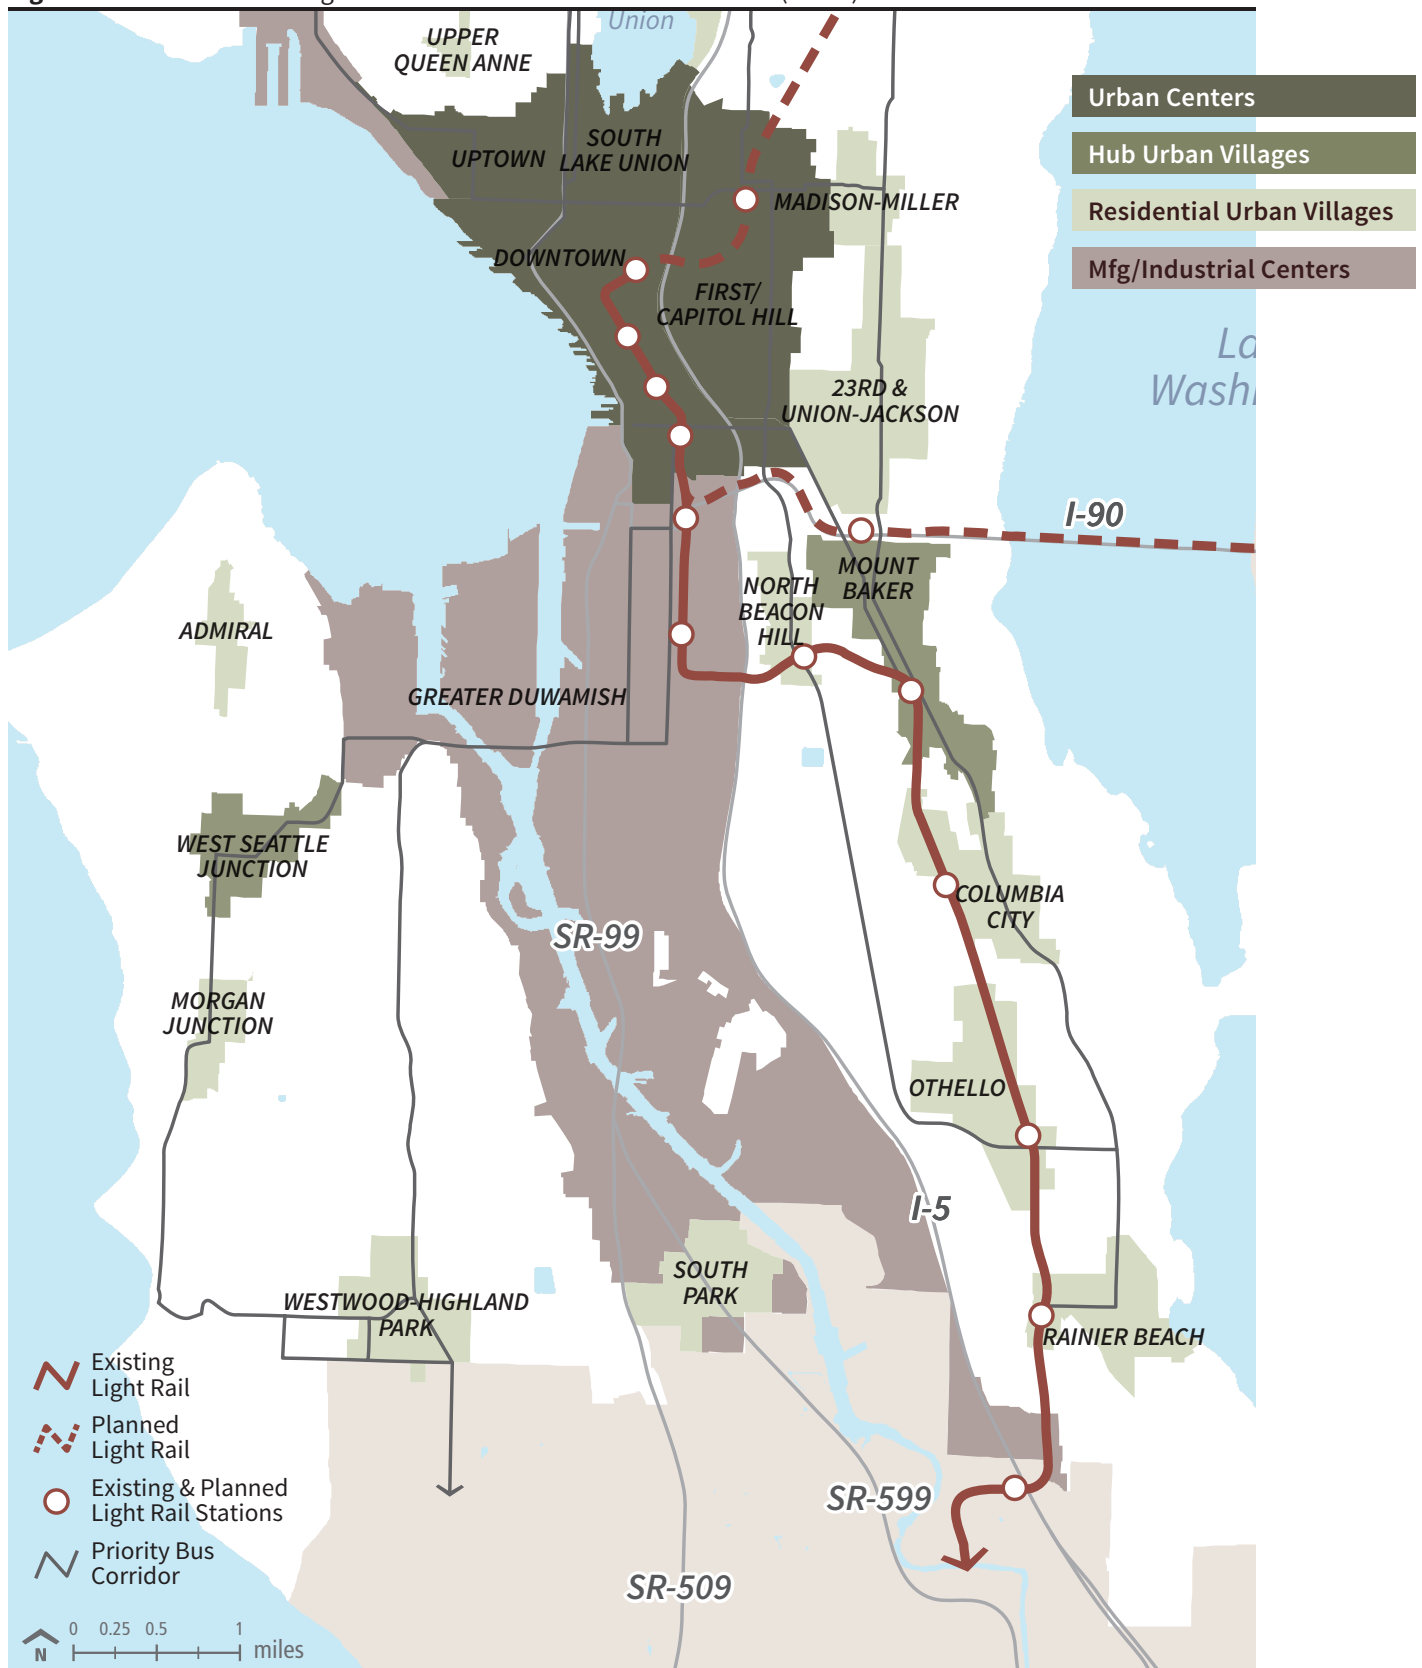 Union
UPPER
QUEEN ANNE
Urban Centers
Hub Urban Villages
Residential Urban Villages
Mfg/Industrial Centers
SOUTH
LAKE UNION
UPTOWN
MADISON-MILLER
DOWNTOWN
FIRST/
CAPITOL HILL
23RD &
UNION-JACKSON
I-90
MOUNT
BAKER
NORTH
BEACON
HILL
ADMIRAL
GREATER DUWAMISH
WEST SEATTLE
JUNCTION
COLUMBIA
CITY
SR-99
MORGAN
JUNCTION
OTHELLO
I-5
SOUTH
PARK
WESTWOOD-HIGHLAND
PARK
RAINIER BEACH
SR-599
SR-509
Existing
Light Rail
Planned
Light Rail
Existing & Planned
Light Rail Stations
Priority Bus
Corridor
N
0 0.25 0.5 1
miles